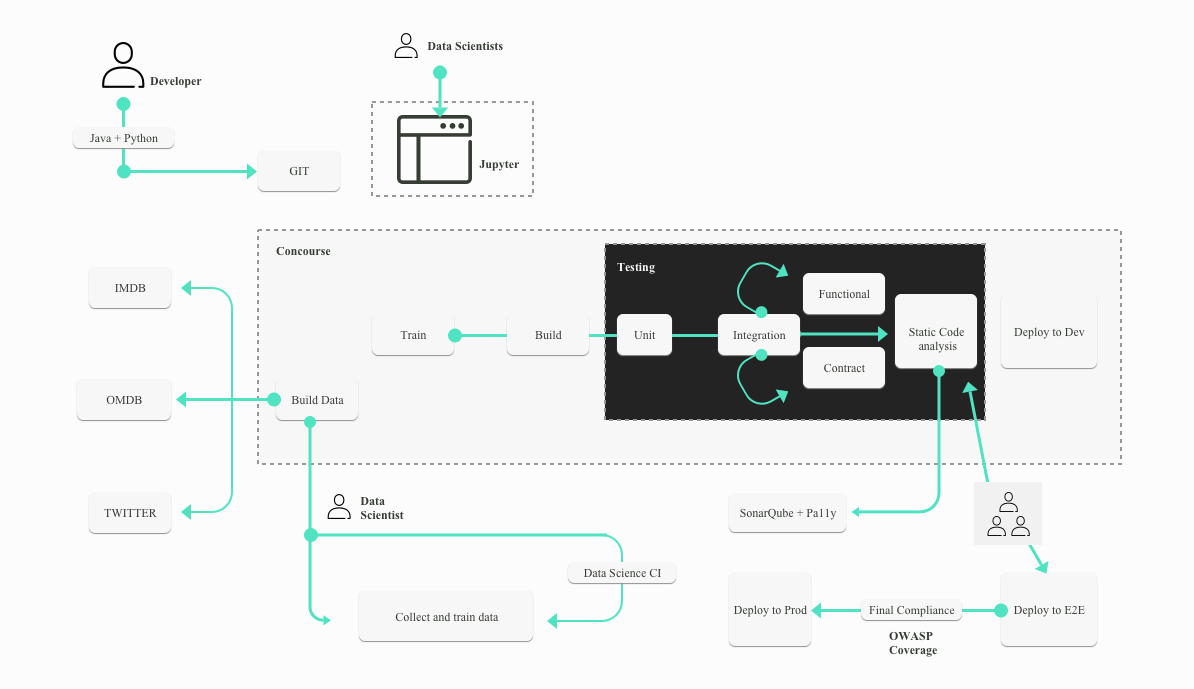 Data Scientists
Developer
Java + Python
GIT
Jupyter
Concourse
Testing
IMDB
Functional
Train
Build
Unit
Integration
Static Code
analysis
Deploy to Dev
Contract
OMDB
Build Data
TWITTER
Data
Scientist
SonarQube + Pa11y
Data Science CI
Collect and train data
Deploy to Prod
Final Compliance
Deploy to E2E
OWASP
Coverage